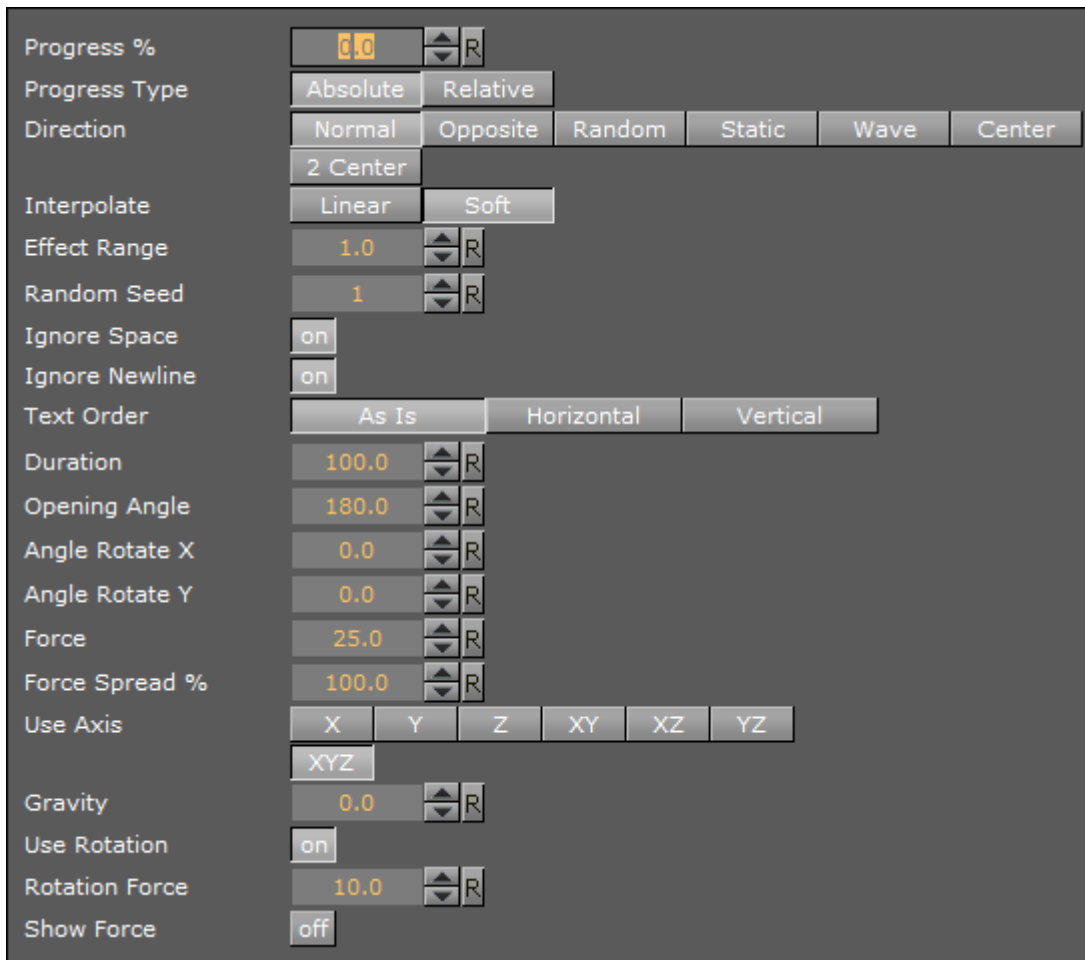 Progress % 0.0 R
Progress Type Absolute Relative
Direction Normal Opposite Random Static Wave Center
2 Center
Interpolate Linear Soft
Effect Range 1.0 R
Random Seed 1 R
Ignore Space on
Ignore Newline on
Text Order As Is Horizontal Vertical
Duration 100.0 R
Opening Angle 180.0 R
Angle Rotate X 0.0 R
Angle Rotate Y 0.0 R
Force 25.0 R
Force Spread % 100.0 R
Use Axis X Y Z XY XZ YZ
XYZ
Gravity 0.0 R
Use Rotation on
Rotation Force 10.0 R
Show Force off